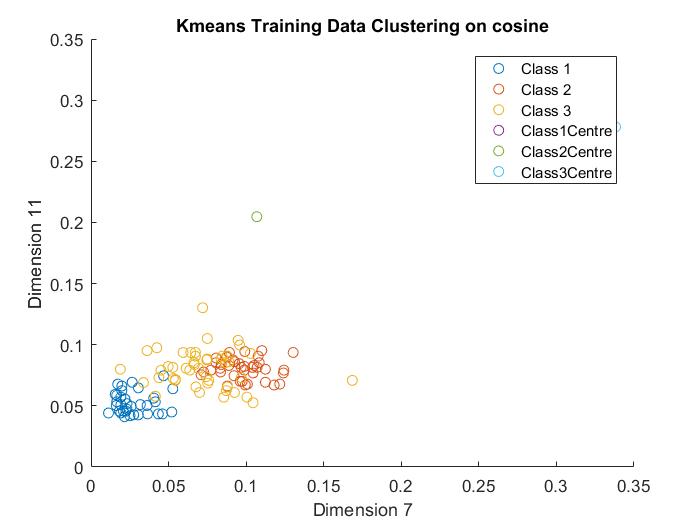 Kmeans Training Data Clustering on cosine
0.35
0.3
0.25
0.2
0.15
0.1
0.05
0
Dimension 11
Class 1
Class 2
Class 3
Class1Centre
Class2Centre
Class3Centre
0 0.05 0.1 0.15 0.2 0.25 0.3 0.35
Dimension 7